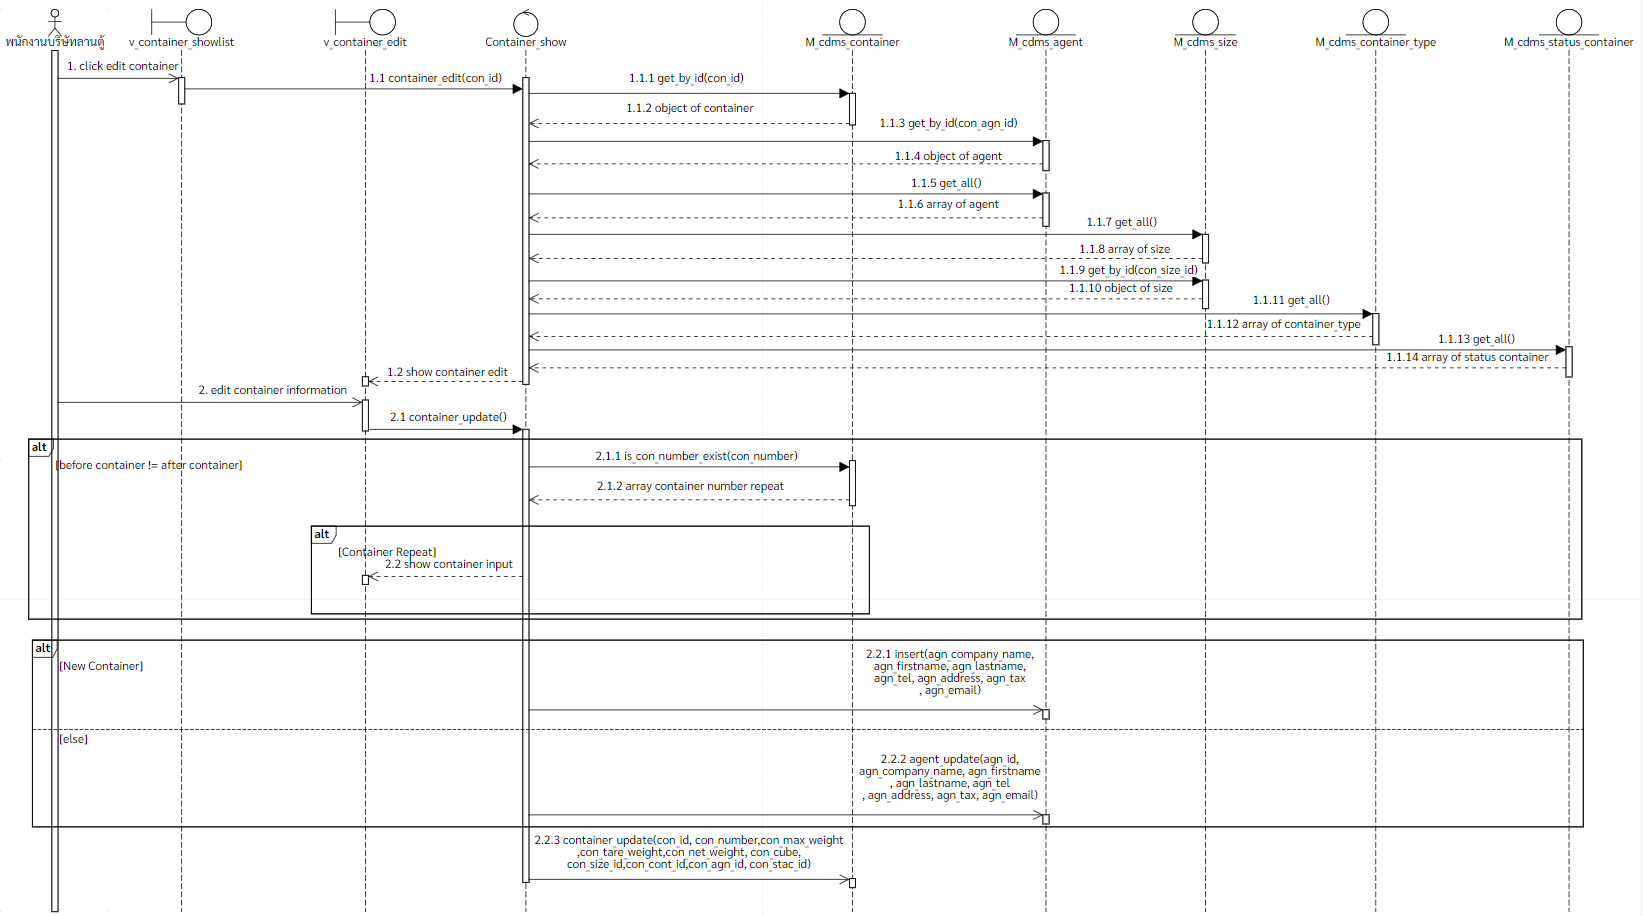 พนักงานบริษัทลานตู้
v_container_showlist
v_container_edit
Container_show
M_cdms_container
M_cdms_agent
M_cdms_size
M_cdms_container_type
M_cdms_status_container
1. click edit container
1.1 container_edit(con_id)
1.1.1 get_by_id(con_id)
1.1.2 object of container
1.1.3 get_by_id(con_agn_id)
1.1.4 object of agent
1.1.5 get_all()
1.1.6 array of agent
1.1.7 get_all()
1.1.8 array of size
1.1.9 get_by_id(con_size_id)
1.1.10 object of size
1.1.11 get_all()
1.1.12 array of container_type
1.1.13 get_all()
1.1.14 array of status container
1.2 show container edit
2. edit container information
2.1 container_update()
alt
[before container != after container]
2.1.1 is_con_number_exist(con_number)
2.1.2 array container number repeat
alt
[Container Repeat]
2.2 show container input
alt
[New Container]
2.2.1 insert(agn_company_name,
agn_firstname, agn_lastname,
agn_tel, agn_address, agn_tax
, agn_email)
[else]
2.2.2 agent_update(agn_id,
agn_company_name, agn_firstname
, agn_lastname, agn_tel
, agn_address, agn_tax, agn_email)
2.2.3 container_update(con_id, con_number,con_max_weight
,con_tare_weight,con_net_weight, con_cube,
con_size_id,con_cont_id,con_agn_id, con_stac_id)